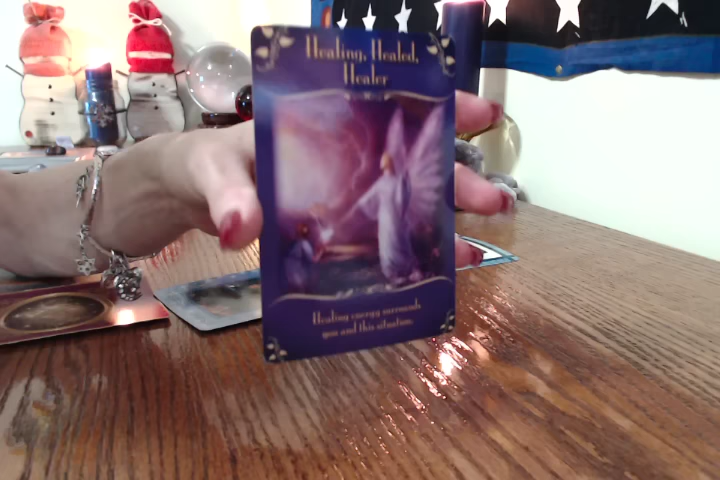 Healing, Healed,
Healer
Healing energy surrounds
you and this situation.